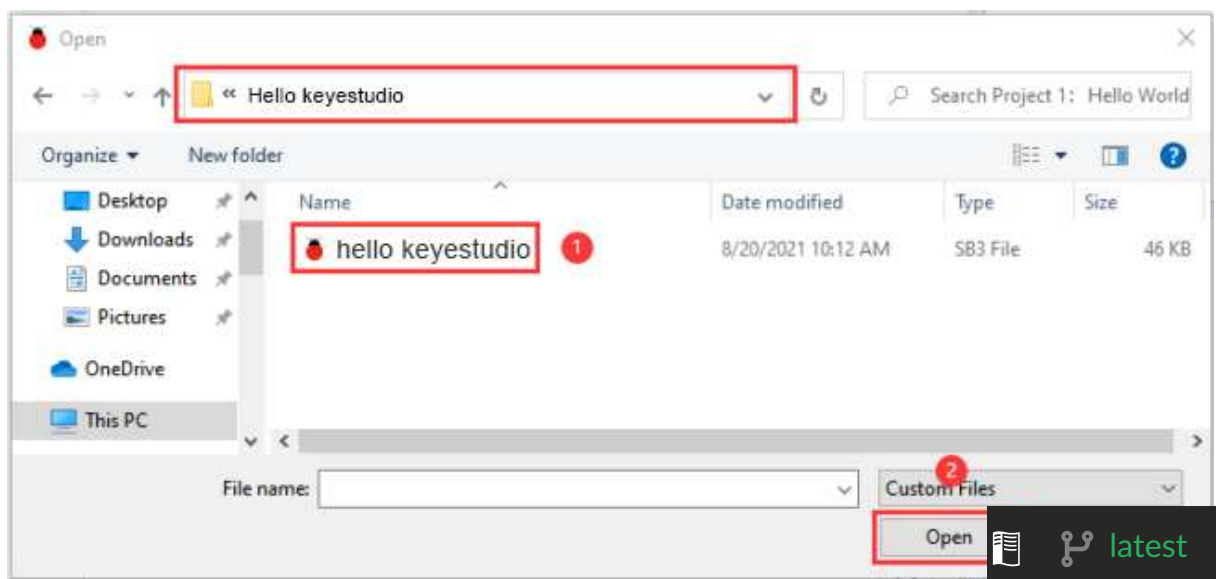 Open
« Hello keyestudio
Search Project 1: Hello World
Organize New folder
Name Date modified Type Size
Desktop
hello keyestudio 1 8/20/2021 10:12 AM SB3 File 46 KB
Downloads
Documents
Pictures
OneDrive
This PC
File name: Custom Files
2
Open
latest